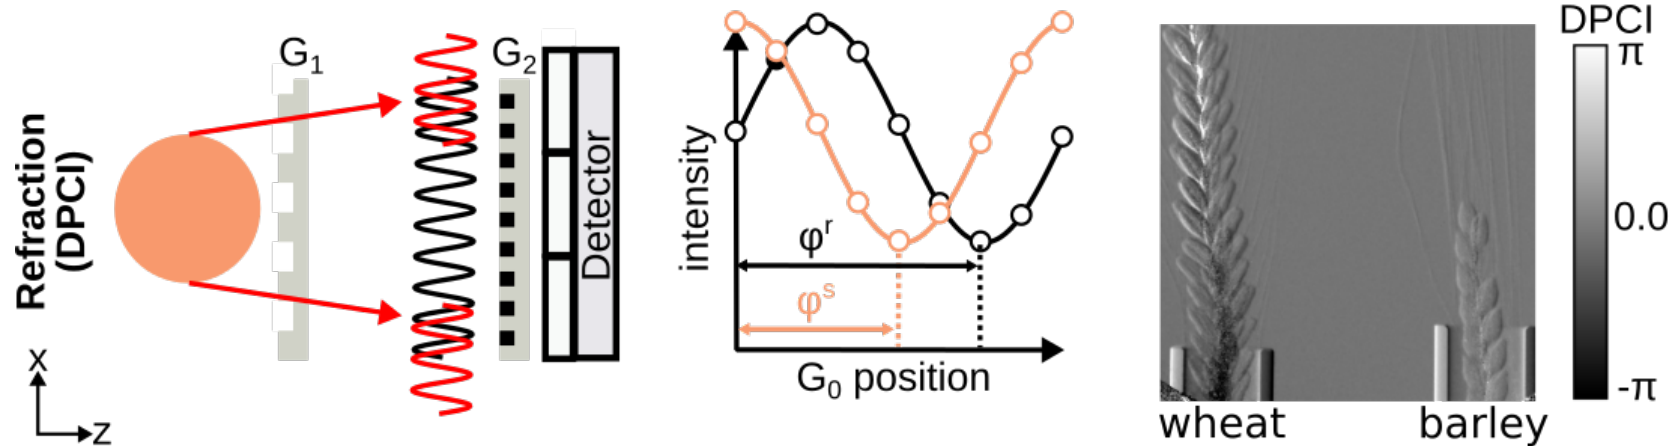 Refraction
(DPCI)
G₁
G₂
Detector
x
z
intensity
φʳ
φˢ
G₀ position
DPCI
π
0.0
-π
wheat
barley